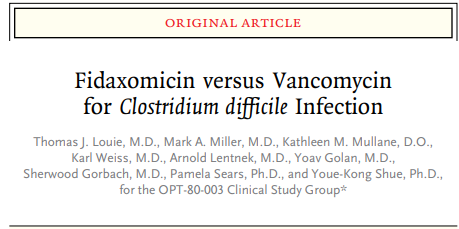 ORIGINAL ARTICLE
Fidaxomicin versus Vancomycin
for Clostridium difficile Infection
Thomas J. Louie, M.D., Mark A. Miller, M.D., Kathleen M. Mullane, D.O.,
Karl Weiss, M.D., Arnold Lentnek, M.D., Yoav Golan, M.D.,
Sherwood Gorbach, M.D., Pamela Sears, Ph.D., and Youe-Kong Shue, Ph.D.,
for the OPT-80-003 Clinical Study Group*